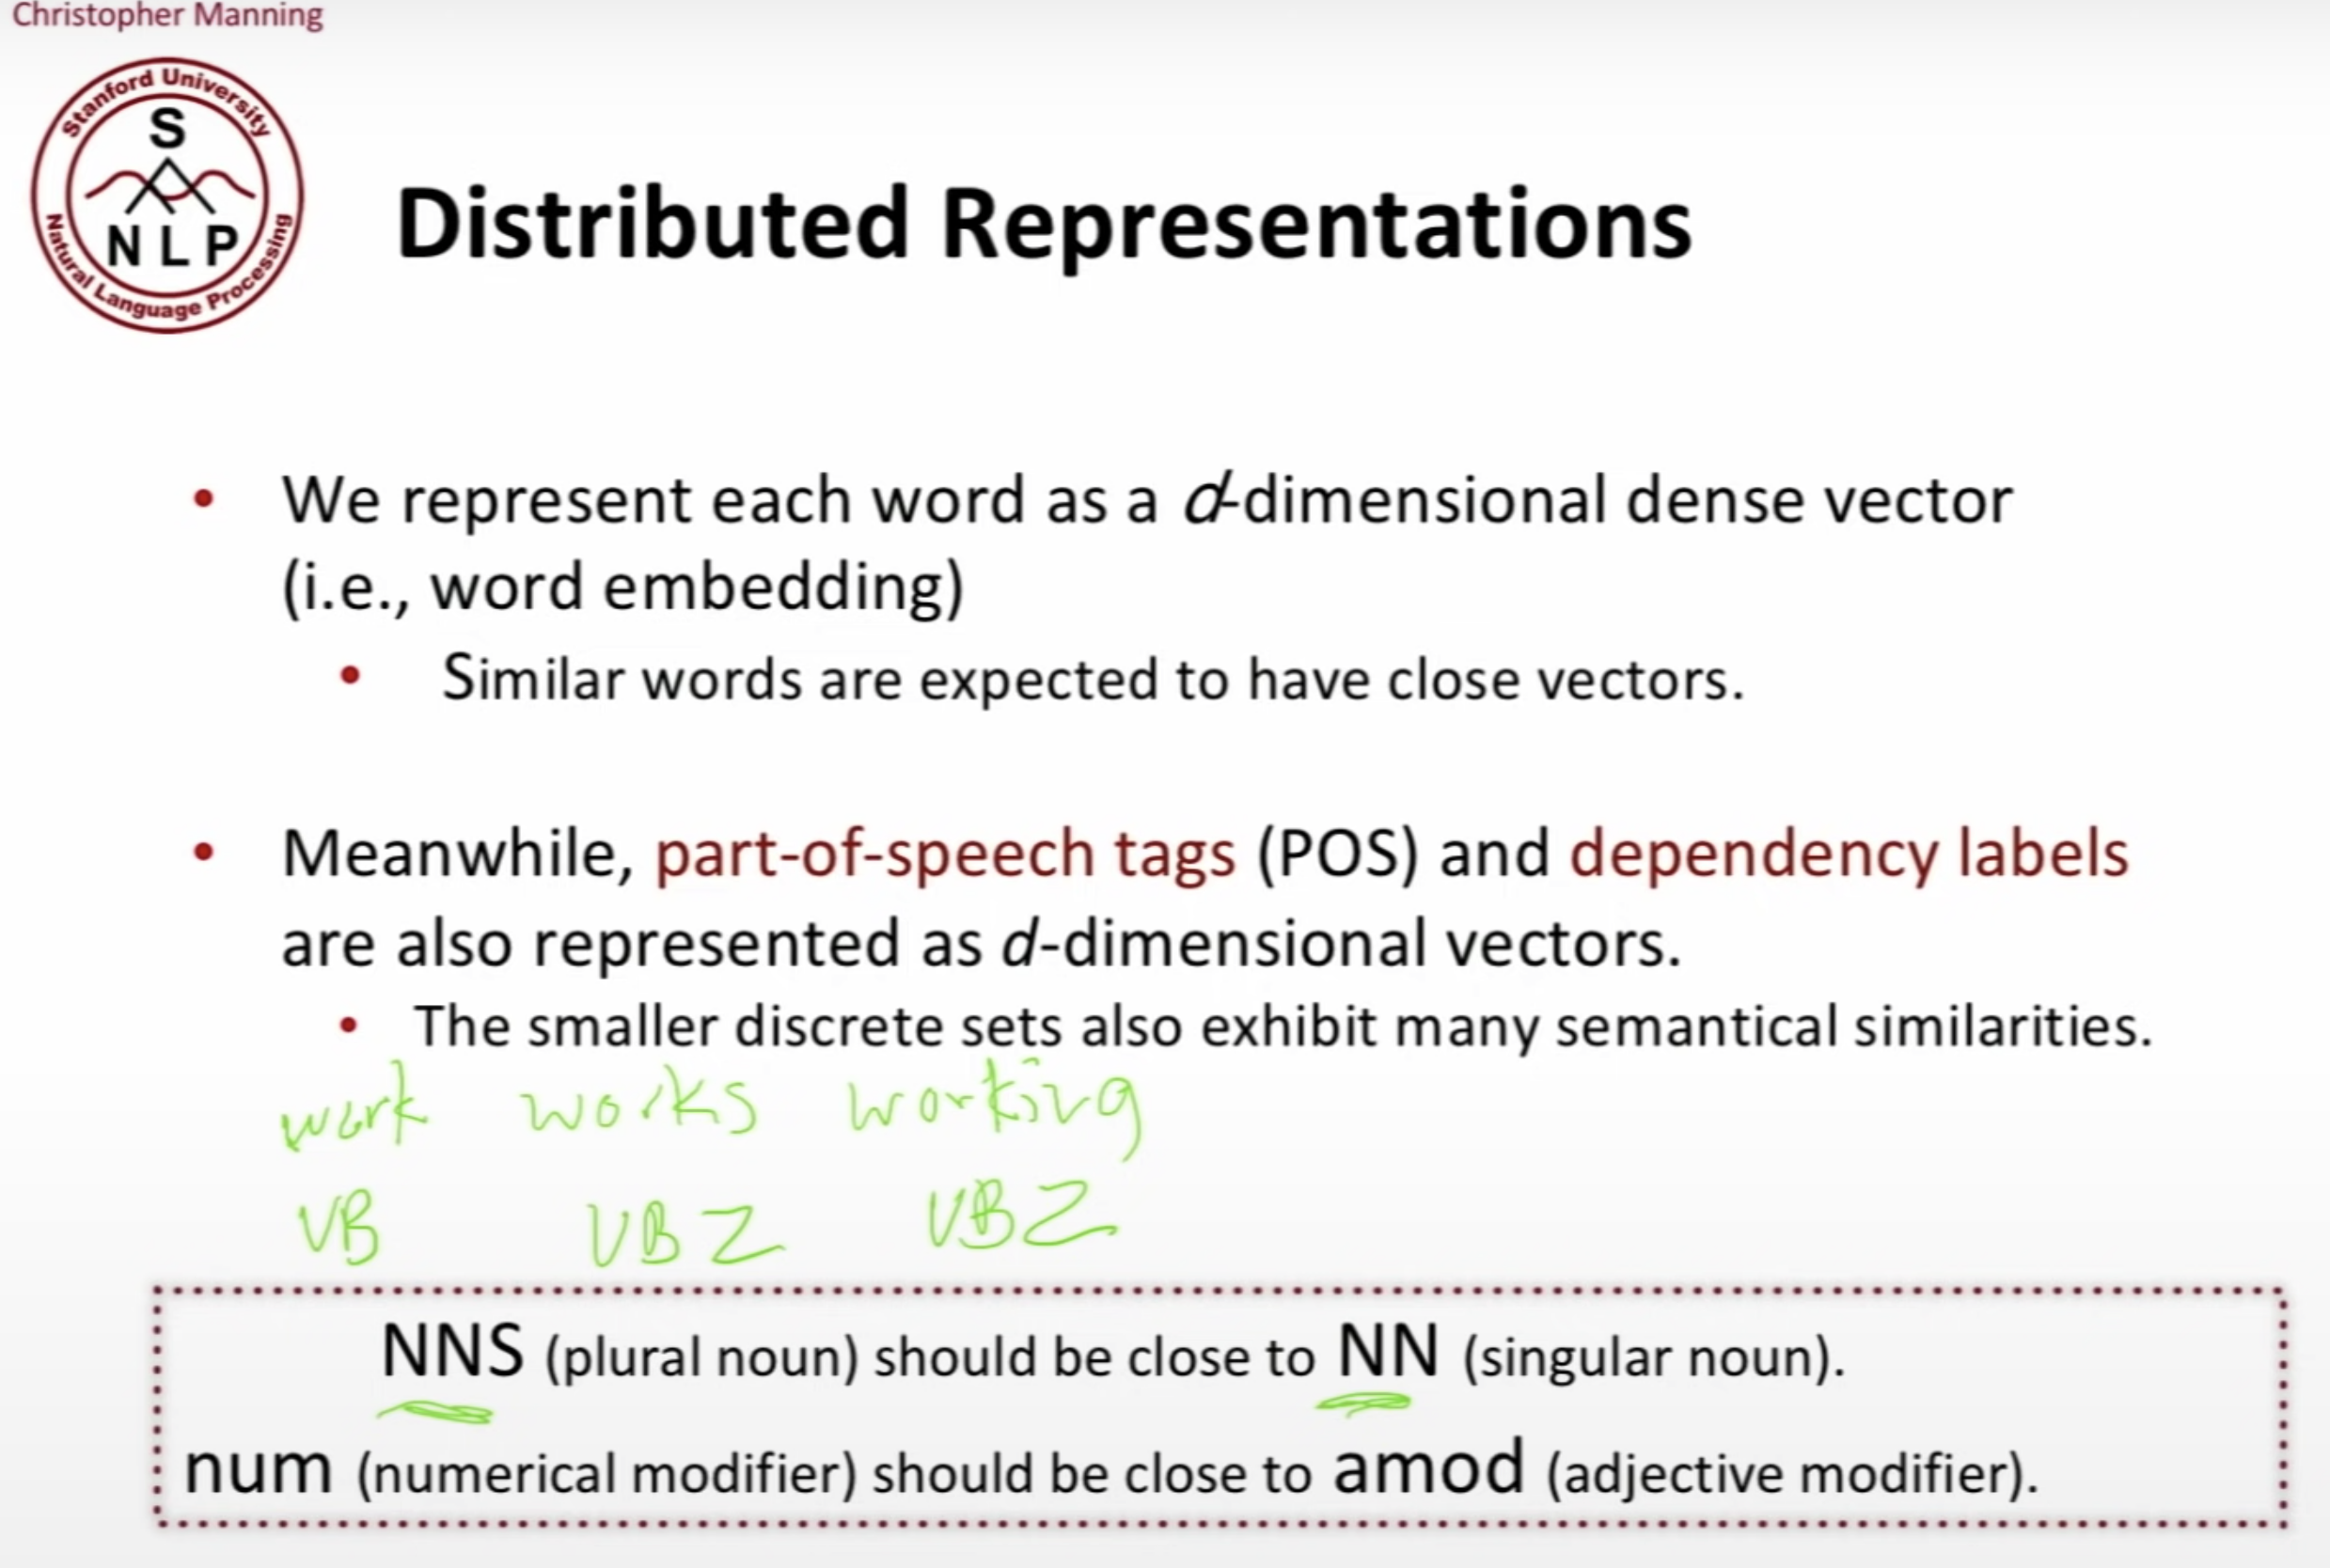 Christopher Manning
Stanford University
S
NLP
Natural Language Processing
Distributed Representations
• We represent each word as a d-dimensional dense vector
(i.e., word embedding)
• Similar words are expected to have close vectors.
• Meanwhile, part-of-speech tags (POS) and dependency labels
are also represented as d-dimensional vectors.
• The smaller discrete sets also exhibit many semantical similarities.
work works working
VB VBZ VBZ
NNS (plural noun) should be close to NN (singular noun).
num (numerical modifier) should be close to amod (adjective modifier).